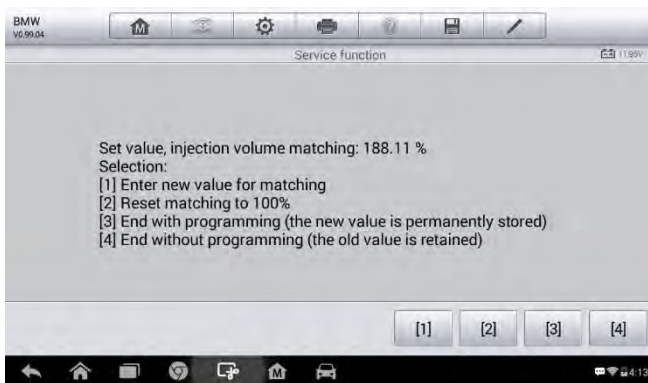 BMW
V0.99.04
M
Service function
11.95V
Set value, injection volume matching: 188.11 %
Selection:
[1] Enter new value for matching
[2] Reset matching to 100%
[3] End with programming (the new value is permanently stored)
[4] End without programming (the old value is retained)
[1] [2] [3] [4]
M
4:13